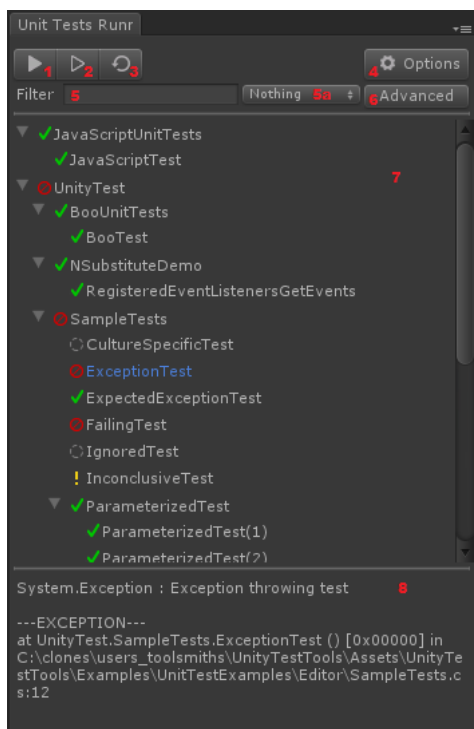 Unit Tests Runr
1 2 3 4 Options
Filter 5 Nothing 5a 6 Advanced
JavaScriptUnitTests
JavaScriptTest
7
UnityTest
BooUnitTests
BooTest
NSubstituteDemo
RegisteredEventListenersGetEvents
SampleTests
CultureSpecificTest
ExceptionTest
ExpectedExceptionTest
FailingTest
IgnoredTest
! InconclusiveTest
ParameterizedTest
ParameterizedTest(1)
ParameterizedTest(2)
System.Exception : Exception throwing test 8
---EXCEPTION---
at UnityTest.SampleTests.ExceptionTest () [0x00000] in
C:\clones\users_toolsmiths\UnityTestTools\Assets\UnityTe
stTools\Examples\UnitTestExamples\Editor\SampleTests.c
s:12